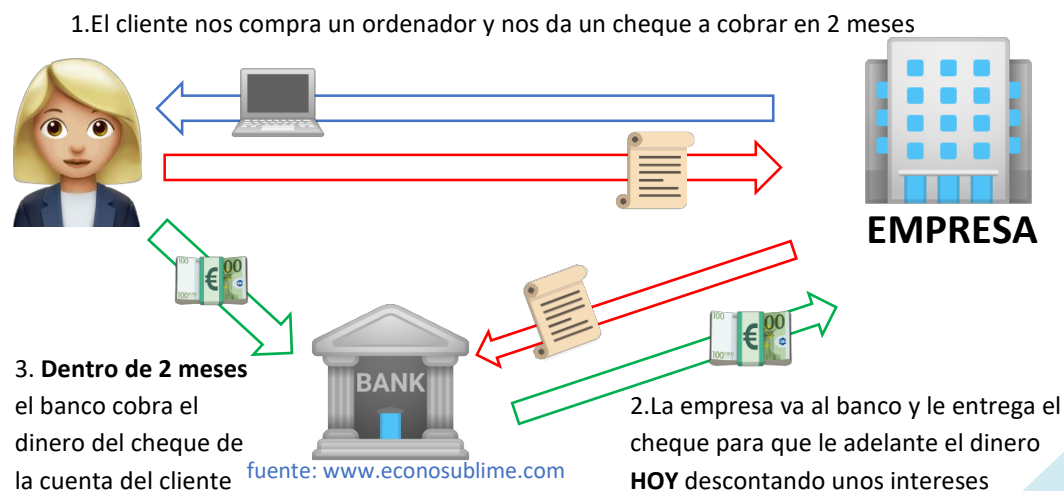 1.El cliente nos compra un ordenador y nos da un cheque a cobrar en 2 meses
EMPRESA
BANK
3. Dentro de 2 meses
el banco cobra el
dinero del cheque de
la cuenta del cliente
fuente: www.econosublime.com
2.La empresa va al banco y le entrega el
cheque para que le adelante el dinero
HOY descontando unos intereses